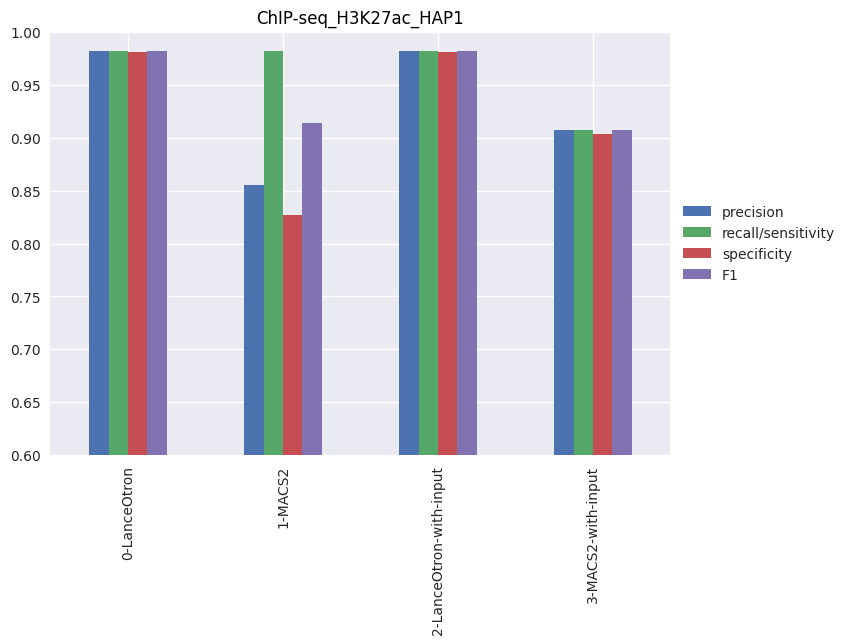 ChIP-seq_H3K27ac_HAP1
1.00
0.95
0.90
0.85
0.80
0.75
0.70
0.65
0.60
0-LanceOtron
1-MACS2
2-LanceOtron-with-input
3-MACS2-with-input
precision
recall/sensitivity
specificity
F1